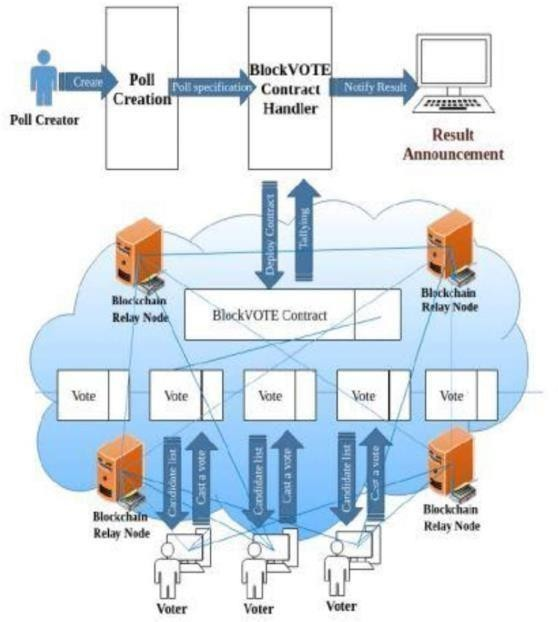 Poll Creator
Create
Poll
Creation
Poll specification
BlockVOTE
Contract
Handler
Notify Result
Result
Announcement
Deploy Contract
Tallying
Blockchain
Relay Node
Blockchain
Relay Node
BlockVOTE Contract
Vote
Vote
Vote
Vote
Vote
Blockchain
Relay Node
Candidate list
Cast a vote
Candidate list
Cast a vote
Candidate list
Cast a vote
Blockchain
Relay Node
Voter
Voter
Voter